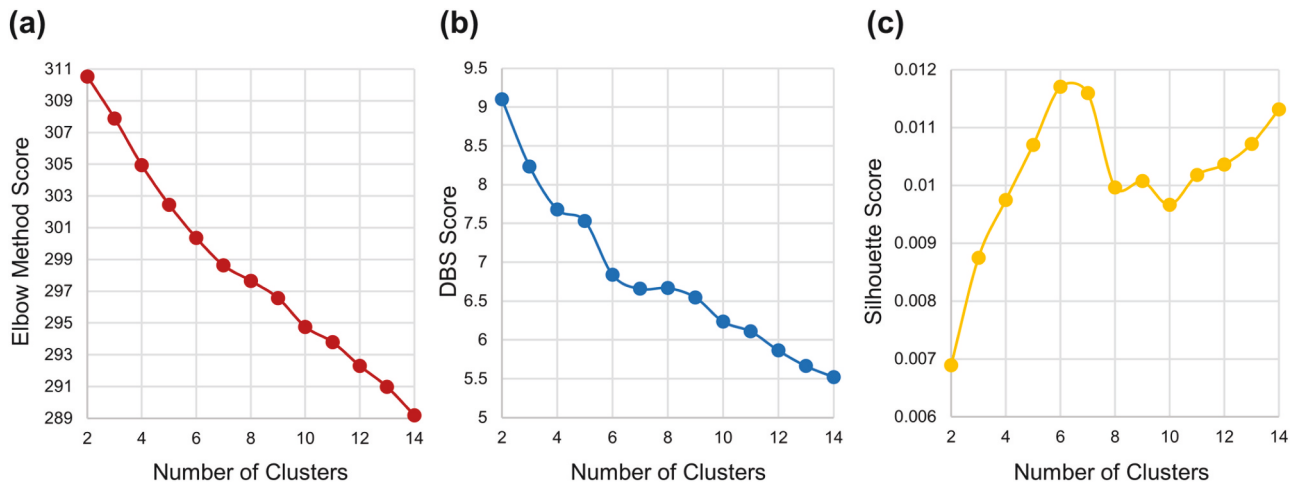 (a)
Elbow Method Score
311
309
307
305
303
301
299
297
295
293
291
289
2 4 6 8 10 12 14
Number of Clusters
(b)
DBS Score
9.5
9
8.5
8
7.5
7
6.5
6
5.5
5
2 4 6 8 10 12 14
Number of Clusters
(c)
Silhouette Score
0.012
0.011
0.01
0.009
0.008
0.007
0.006
2 4 6 8 10 12 14
Number of Clusters